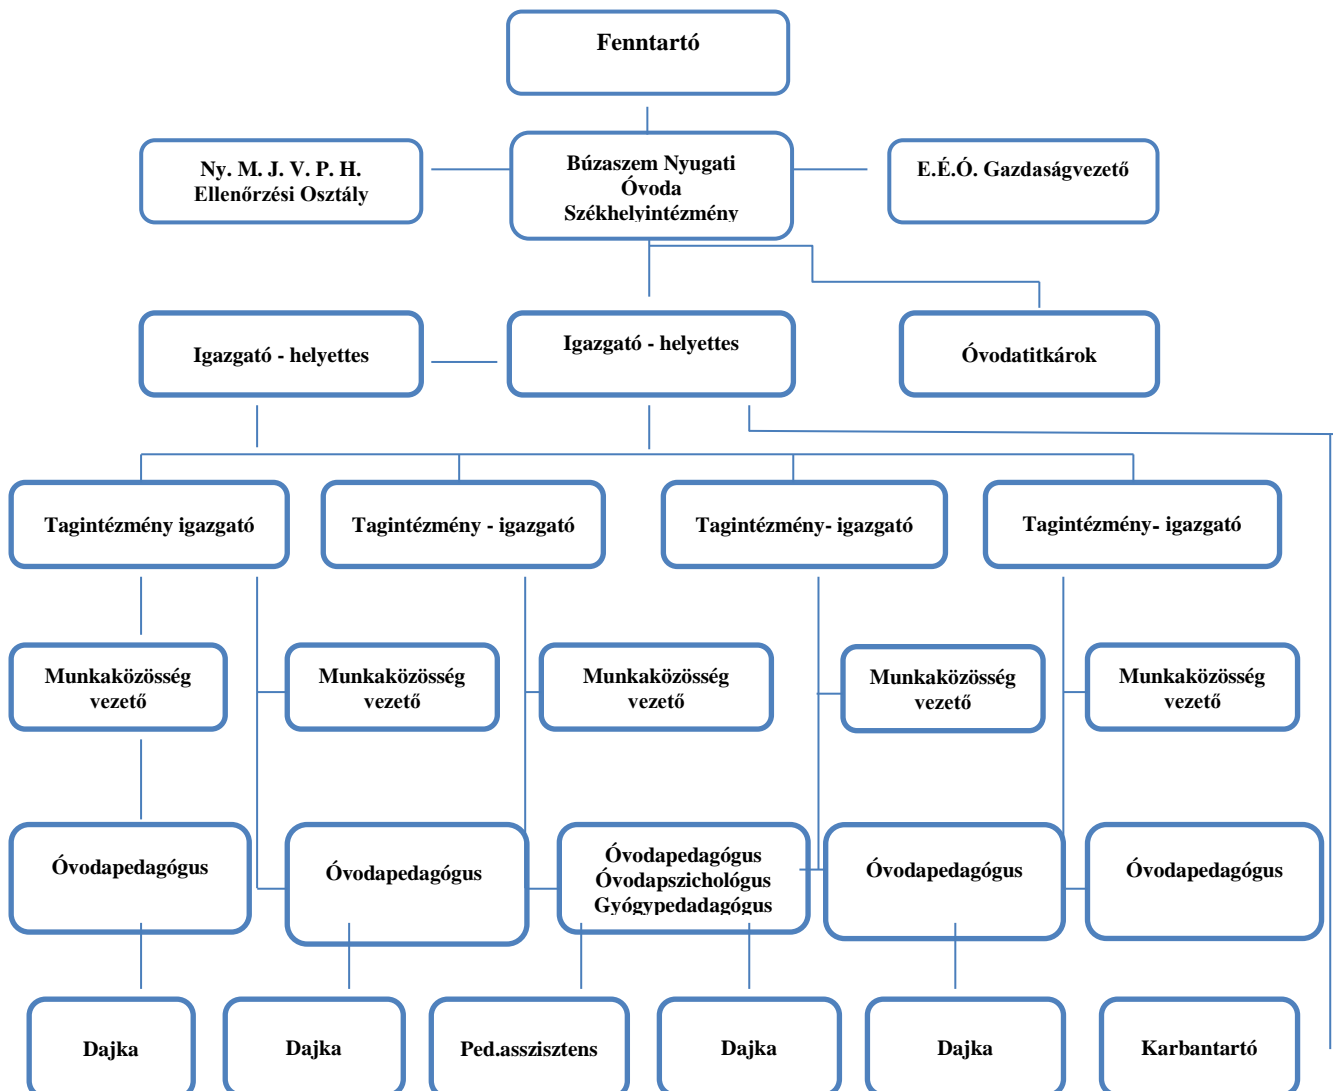 Fenntartó
Ny. M. J. V. P. H.
Ellenőrzési Osztály
Búzaszem Nyugati
Óvoda
Székhelyintézmény
E.É.Ó. Gazdaságvezető
Igazgató - helyettes
Igazgató - helyettes
Óvodatitkárok
Tagintézmény igazgató
Tagintézmény - igazgató
Tagintézmény- igazgató
Tagintézmény- igazgató
Munkaközösség
vezető
Munkaközösség
vezető
Munkaközösség
vezető
Munkaközösség
vezető
Munkaközösség
vezető
Óvodapedagógus
Óvodapedagógus
Óvodapedagógus
Óvodapszichológus
Gyógypedadagógus
Óvodapedagógus
Óvodapedagógus
Dajka
Dajka
Ped.asszisztens
Dajka
Dajka
Karbantartó